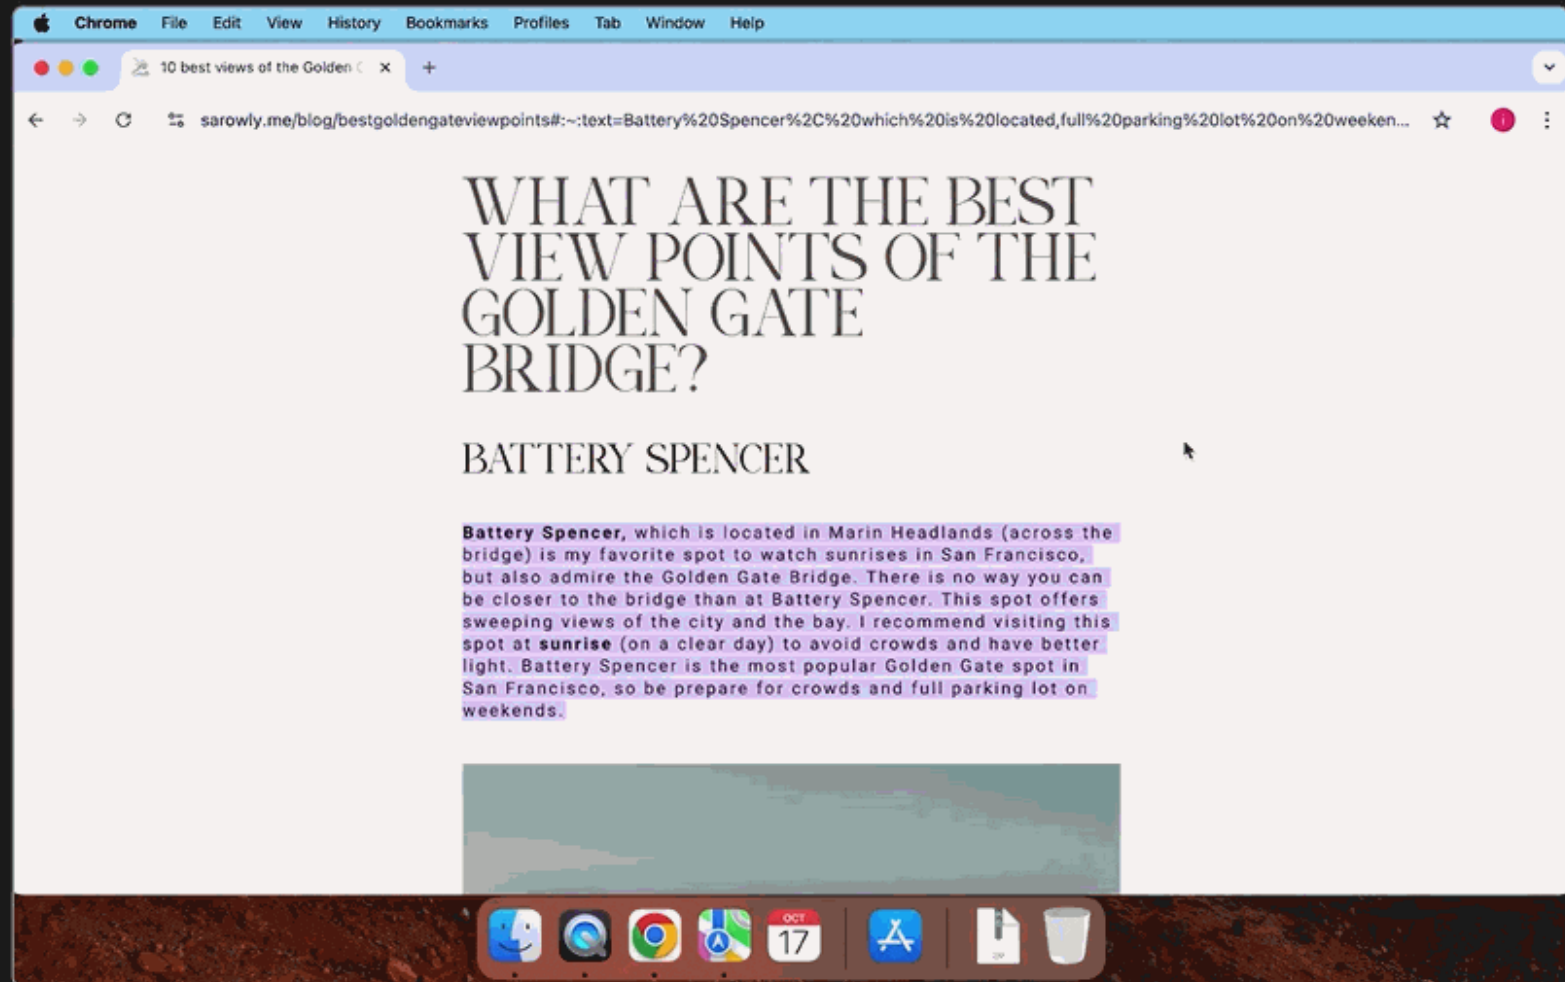 Chrome File Edit View History Bookmarks Profiles Tab Window Help
10 best views of the Golden
sarowly.me/blog/bestgoldengateviewpoints#:~:text=Battery%20Spencer%2C%20which%20is%20located,full%20parking%20lot%20on%20weeken...
i
WHAT ARE THE BEST
VIEW POINTS OF THE
GOLDEN GATE
BRIDGE?
BATTERY SPENCER
Battery Spencer, which is located in Marin Headlands (across the
bridge) is my favorite spot to watch sunrises in San Francisco,
but also admire the Golden Gate Bridge. There is no way you can
be closer to the bridge than at Battery Spencer. This spot offers
sweeping views of the city and the bay. I recommend visiting this
spot at sunrise (on a clear day) to avoid crowds and have better
light. Battery Spencer is the most popular Golden Gate spot in
San Francisco, so be prepare for crowds and full parking lot on
weekends.
OCT
17
ZIP